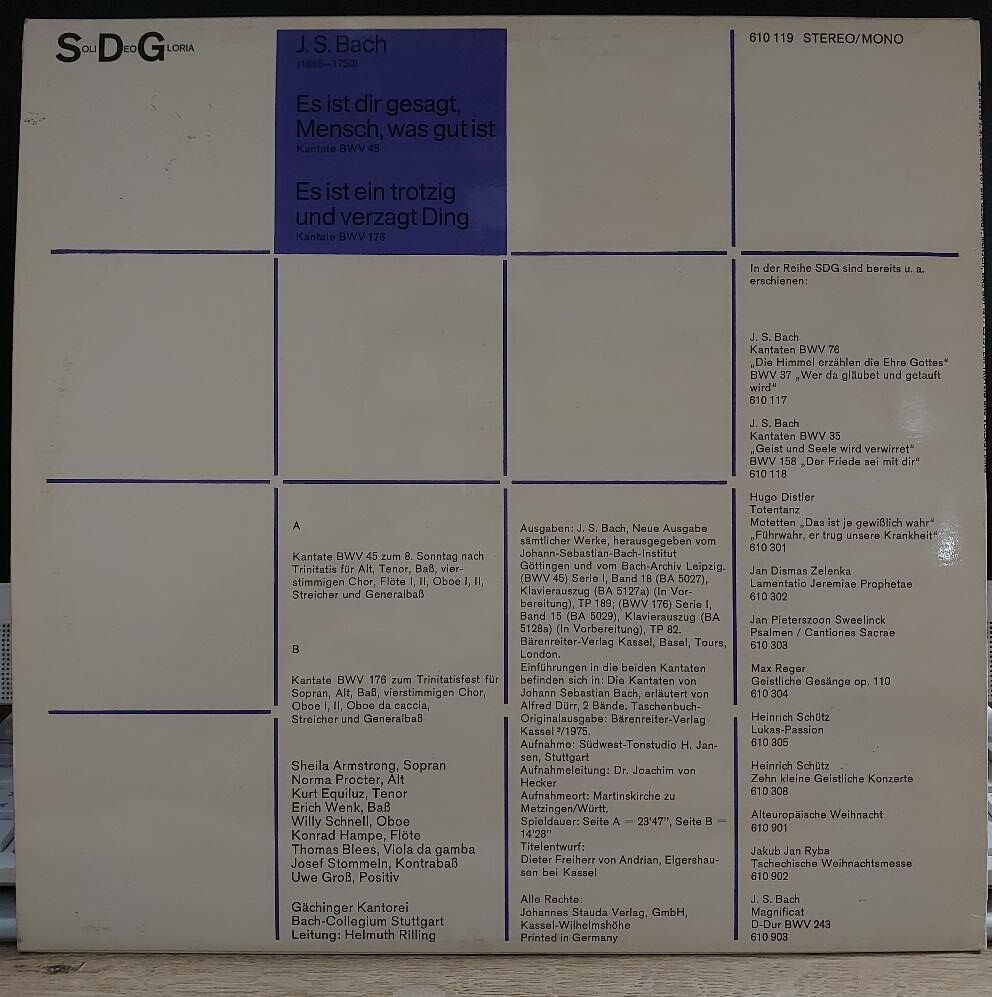 SOLI DEO GLORIA
J. S. Bach
(1685–1750)
Es ist dir gesagt,
Mensch, was gut ist
Kantate BWV 45
Es ist ein trotzig
und verzagt Ding
Kantate BWV 176
610 119 STEREO/MONO
In der Reihe SDG sind bereits u. a.
erschienen:
J. S. Bach
Kantaten BWV 76
„Die Himmel erzählen die Ehre Gottes“
BWV 37 „Wer da gläubet und getauft
wird“
610 117
J. S. Bach
Kantaten BWV 35
„Geist und Seele wird verwirret“
BWV 158 „Der Friede sei mit dir“
610 118
Hugo Distler
Totentanz
Motetten „Das ist je gewißlich wahr“
„Führwahr, er trug unsere Krankheit“
610 301
Jan Dismas Zelenka
Lamentatio Jeremiae Prophetae
610 302
Jan Pieterszoon Sweelinck
Psalmen / Cantiones Sacrae
610 303
Max Reger
Geistliche Gesänge op. 110
610 304
Heinrich Schütz
Lukas-Passion
610 305
Heinrich Schütz
Zehn kleine Geistliche Konzerte
610 308
Alteuropäische Weihnacht
610 901
Jakub Jan Ryba
Tschechische Weihnachtsmesse
610 902
J. S. Bach
Magnificat
D-Dur BWV 243
610 903
A
Kantate BWV 45 zum 8. Sonntag nach
Trinitatis für Alt, Tenor, Baß, vier-
stimmigen Chor, Flöte I, II, Oboe I, II,
Streicher und Generalbaß
B
Kantate BWV 176 zum Trinitatisfest für
Sopran, Alt, Baß, vierstimmigen Chor,
Oboe I, II, Oboe da caccia,
Streicher und Generalbaß
Sheila Armstrong, Sopran
Norma Procter, Alt
Kurt Equiluz, Tenor
Erich Wenk, Baß
Willy Schnell, Oboe
Konrad Hampe, Flöte
Thomas Blees, Viola da gamba
Josef Stommeln, Kontrabaß
Uwe Groß, Positiv
Gächinger Kantorei
Bach-Collegium Stuttgart
Leitung: Helmuth Rilling
Ausgaben: J. S. Bach, Neue Ausgabe
sämtlicher Werke, herausgegeben vom
Johann-Sebastian-Bach-Institut
Göttingen und vom Bach-Archiv Leipzig.
(BWV 45) Serie I, Band 18 (BA 5027),
Klavierauszug (BA 5127a) (In Vor-
bereitung), TP 189; (BWV 176) Serie I,
Band 15 (BA 5029), Klavierauszug (BA
5128a) (In Vorbereitung), TP 82.
Bärenreiter-Verlag Kassel, Basel, Tours,
London.
Einführungen in die beiden Kantaten
befinden sich in: Die Kantaten von
Johann Sebastian Bach, erläutert von
Alfred Dürr, 2 Bände. Taschenbuch-
Originalausgabe: Bärenreiter-Verlag
Kassel ²/1975.
Aufnahme: Südwest-Tonstudio H. Jan-
sen, Stuttgart
Aufnahmeleitung: Dr. Joachim von
Hecker
Aufnahmeort: Martinskirche zu
Metzingen/Württ.
Spieldauer: Seite A = 23'47", Seite B =
14'28"
Titelentwurf:
Dieter Freiherr von Andrian, Elgershau-
sen bei Kassel
Alle Rechte:
Johannes Stauda Verlag, GmbH,
Kassel-Wilhelmshöhe
Printed in Germany